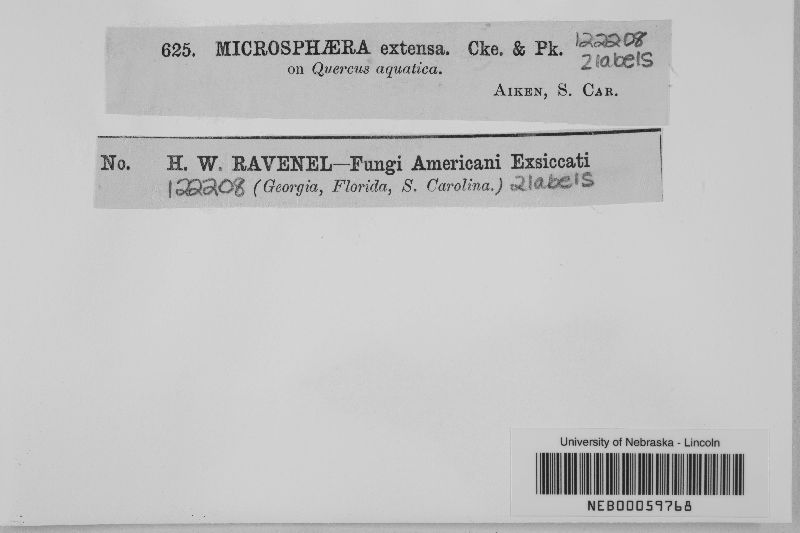 625. MICROSPHÆRA extensa. Cke. & Pk. 122208
on Quercus aquatica. 2labels
AIKEN, S. CAR.
No. H. W. RAVENEL—Fungi Americani Exsiccati
122208 (Georgia, Florida, S. Carolina.) 2labels
University of Nebraska - Lincoln
NEB00059768